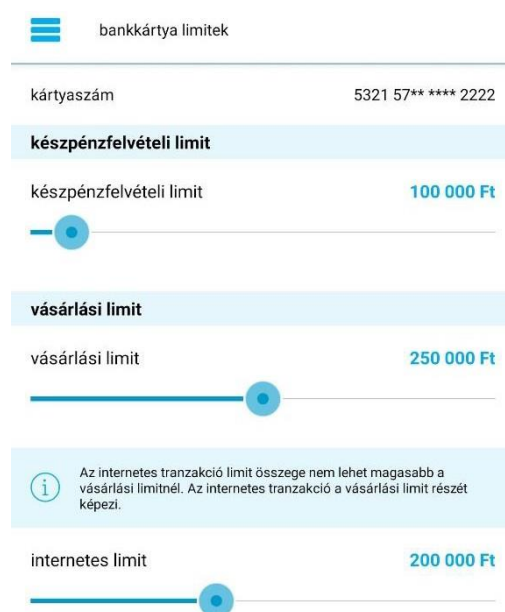 bankkártya limitek
kártyaszám 5321 57** **** 2222
készpénzfelvételi limit
készpénzfelvételi limit 100 000 Ft
vásárlási limit
vásárlási limit 250 000 Ft
Az internetes tranzakció limit összege nem lehet magasabb a
vásárlási limitnél. Az internetes tranzakció a vásárlási limit részét
képezi.
internetes limit 200 000 Ft